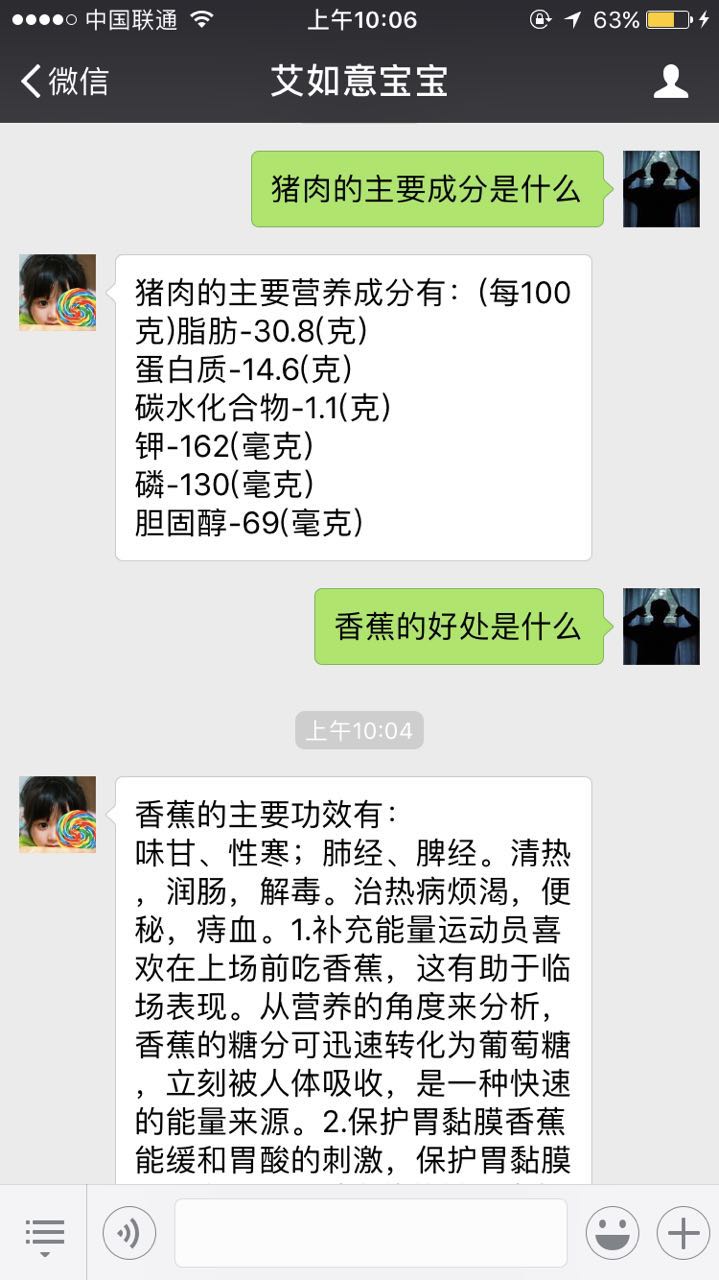 中国联通 上午10:06 63%
微信 艾如意宝宝
猪肉的主要成分是什么
猪肉的主要营养成分有：(每100
克)脂肪-30.8(克)
蛋白质-14.6(克)
碳水化合物-1.1(克)
钾-162(毫克)
磷-130(毫克)
胆固醇-69(毫克)
香蕉的好处是什么
上午10:04
香蕉的主要功效有：
味甘、性寒；肺经、脾经。清热
，润肠，解毒。治热病烦渴，便
秘，痔血。1.补充能量运动员喜
欢在上场前吃香蕉，这有助于临
场表现。从营养的角度来分析，
香蕉的糖分可迅速转化为葡萄糖
，立刻被人体吸收，是一种快速
的能量来源。2.保护胃黏膜香蕉
能缓和胃酸的刺激，保护胃黏膜